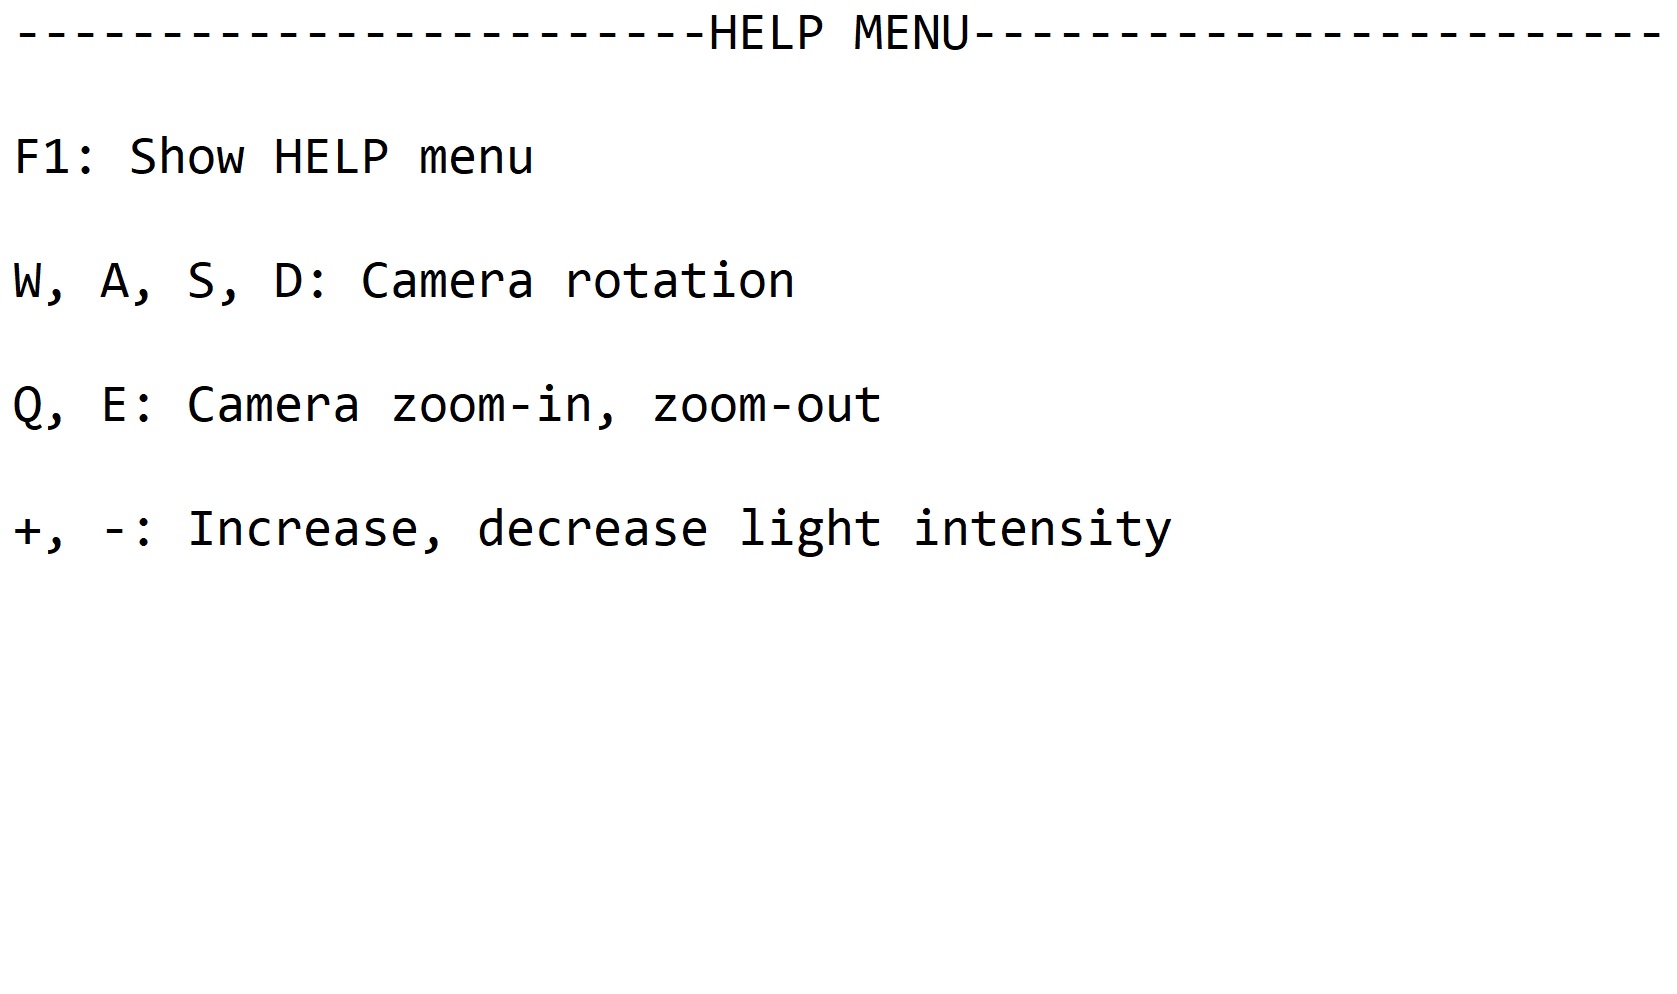 ------------------------HELP MENU------------------------
F1: Show HELP menu
W, A, S, D: Camera rotation
Q, E: Camera zoom-in, zoom-out
+, -: Increase, decrease light intensity